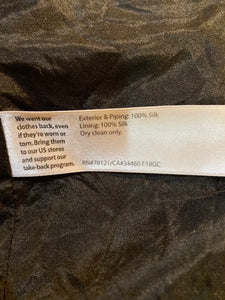 We want our
clothes back, even
if they're worn or
torn. Bring them
to our US stores
and support our
take-back program.
Exterior & Piping: 100% Silk
Lining: 100% Silk
Dry clean only.
RN#78121/CA#34460 F18GC